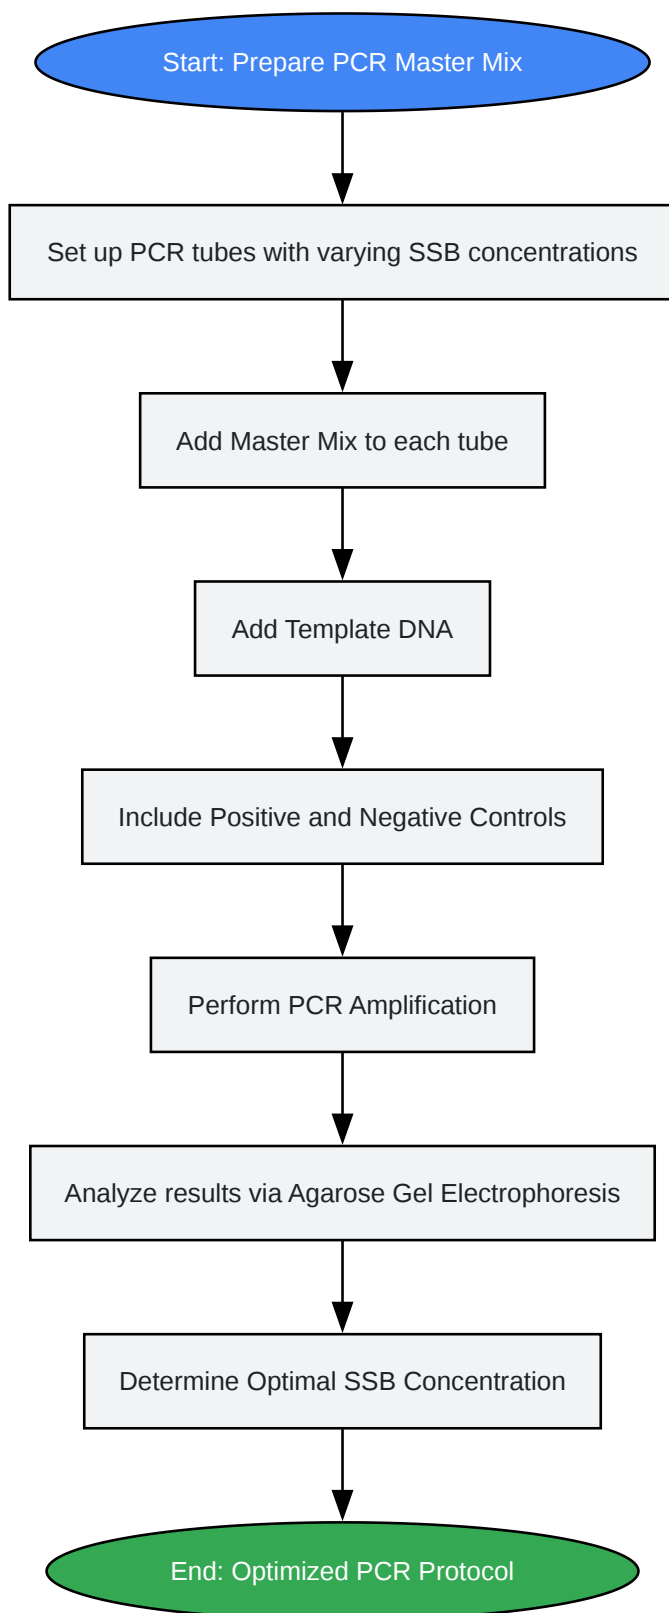 Start: Prepare PCR Master Mix
Set up PCR tubes with varying SSB concentrations
Add Master Mix to each tube
Add Template DNA
Include Positive and Negative Controls
Perform PCR Amplification
Analyze results via Agarose Gel Electrophoresis
Determine Optimal SSB Concentration
End: Optimized PCR Protocol